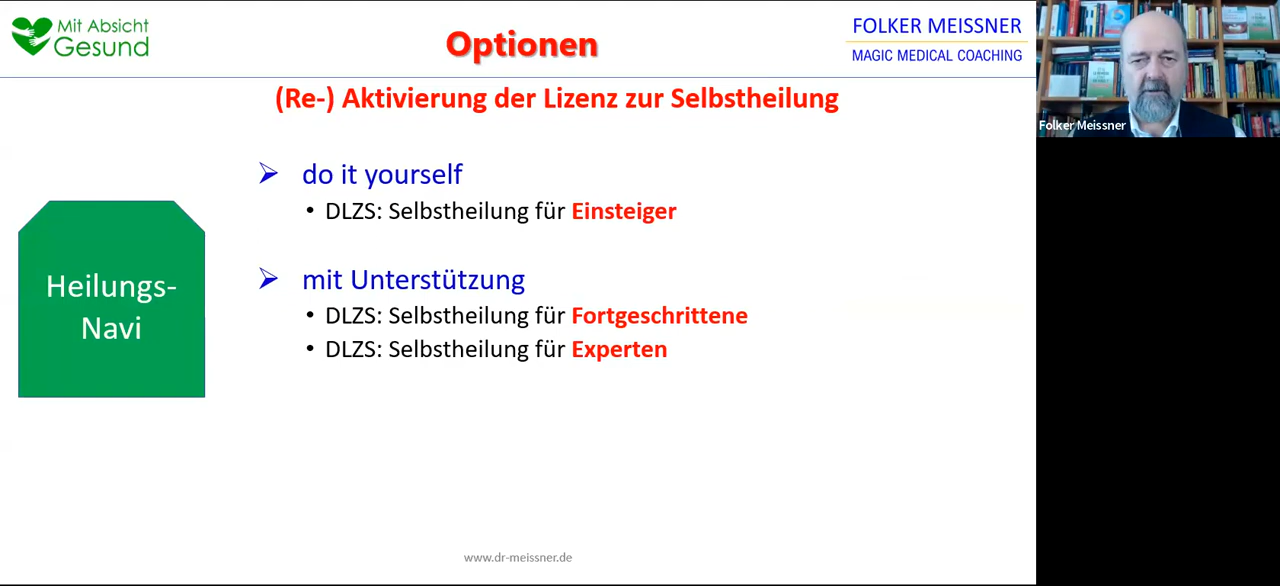 Mit Absicht
Gesund
Optionen
FOLKER MEISSNER
MAGIC MEDICAL COACHING
(Re-) Aktivierung der Lizenz zur Selbstheilung
Heilungs-
Navi
do it yourself
• DLZS: Selbstheilung für Einsteiger
mit Unterstützung
• DLZS: Selbstheilung für Fortgeschrittene
• DLZS: Selbstheilung für Experten
www.dr-meissner.de
Folker Meissner